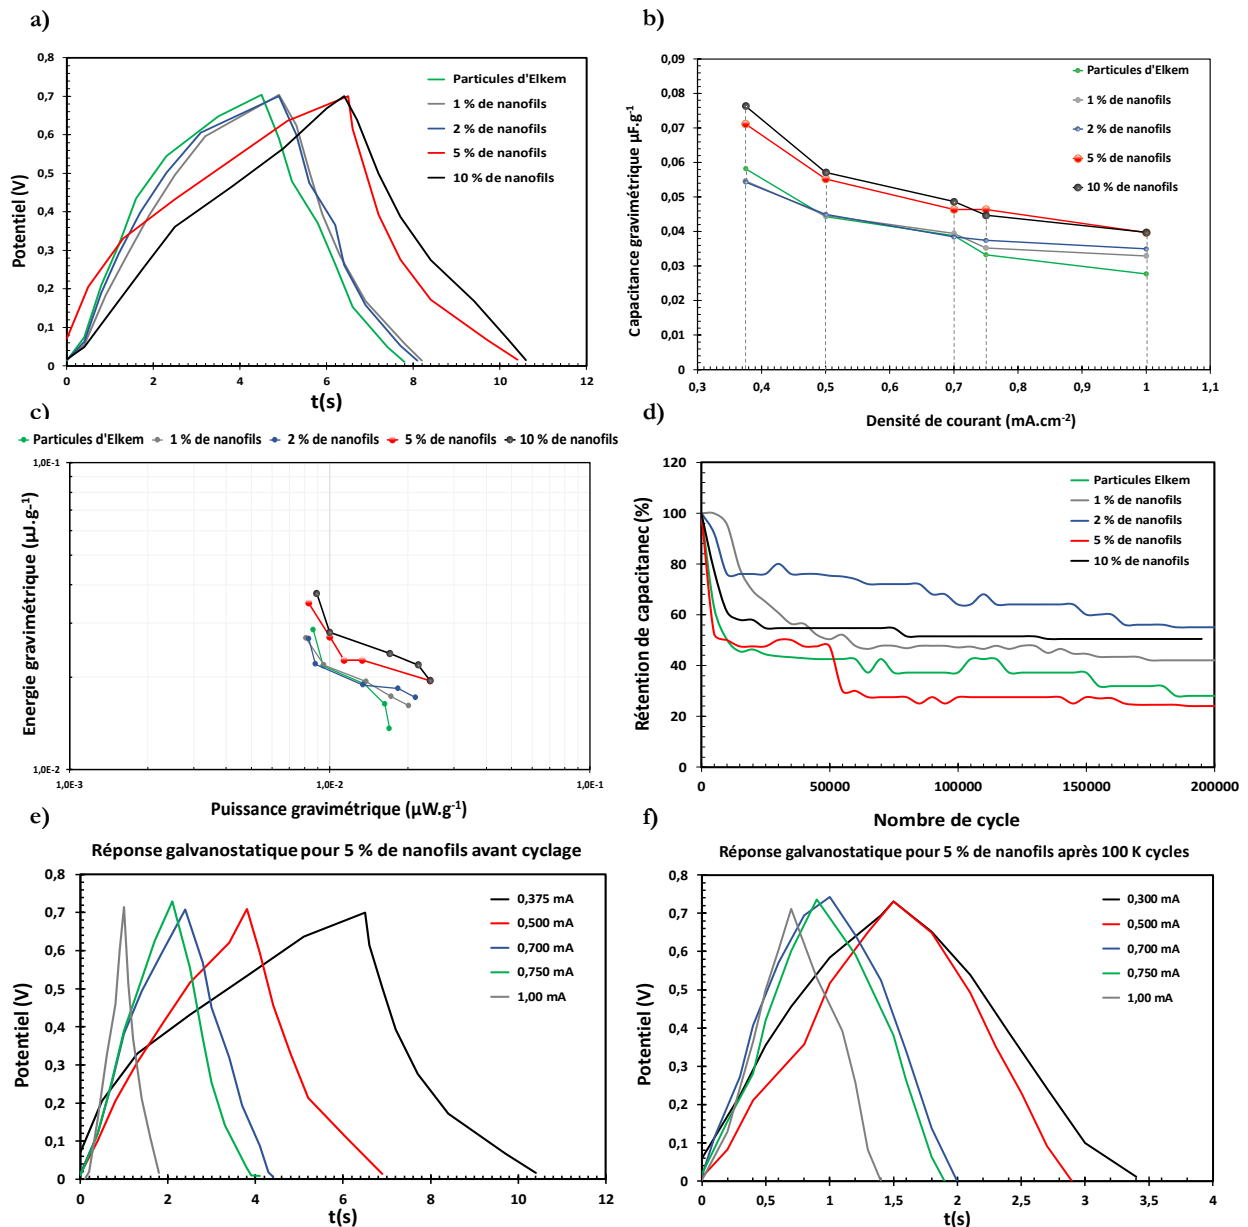 a)
0,8
0,7
0,6
0,5
0,4
0,3
0,2
0,1
0
Potentiel (V)
0 2 4 6 8 10 12
t(s)
Particules d'Elkem
1 % de nanofils
2 % de nanofils
5 % de nanofils
10 % de nanofils
b)
0,09
0,08
0,07
0,06
0,05
0,04
0,03
0,02
0,01
0
Capacitance gravimétrique µF.g-1
0,3 0,4 0,5 0,6 0,7 0,8 0,9 1 1,1
Densité de courant (mA.cm-2)
Particules d'Elkem
1 % de nanofils
2 % de nanofils
5 % de nanofils
10 % de nanofils
c)
Particules d'Elkem 1 % de nanofils 2 % de nanofils 5 % de nanofils 10 % de nanofils
1,0E-1
1,0E-2
Energie gravimétrique (µJ.g-1)
1,0E-3 1,0E-2 1,0E-1
Puissance gravimétrique (µW.g-1)
d)
120
100
80
60
40
20
0
Rétention de capacitanec (%)
0 50000 100000 150000 200000
Nombre de cycle
Particules Elkem
1 % de nanofils
2 % de nanofils
5 % de nanofils
10 % de nanofils
e)
Réponse galvanostatique pour 5 % de nanofils avant cyclage
0,8
0,7
0,6
0,5
0,4
0,3
0,2
0,1
0
Potentiel (V)
0 2 4 6 8 10 12
t(s)
0,375 mA
0,500 mA
0,700 mA
0,750 mA
1,00 mA
f)
Réponse galvanostatique pour 5 % de nanofils après 100 K cycles
0,8
0,7
0,6
0,5
0,4
0,3
0,2
0,1
0
Potentiel (V)
0 0,5 1 1,5 2 2,5 3 3,5 4
t(s)
0,300 mA
0,500 mA
0,700 mA
0,750 mA
1,00 mA